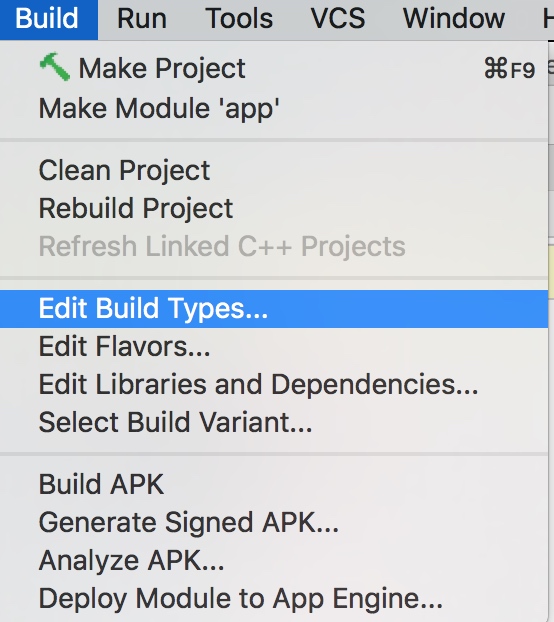 Build Run Tools VCS Window
Make Project ⌘F9
Make Module 'app'
Clean Project
Rebuild Project
Refresh Linked C++ Projects
Edit Build Types...
Edit Flavors...
Edit Libraries and Dependencies...
Select Build Variant...
Build APK
Generate Signed APK...
Analyze APK...
Deploy Module to App Engine...